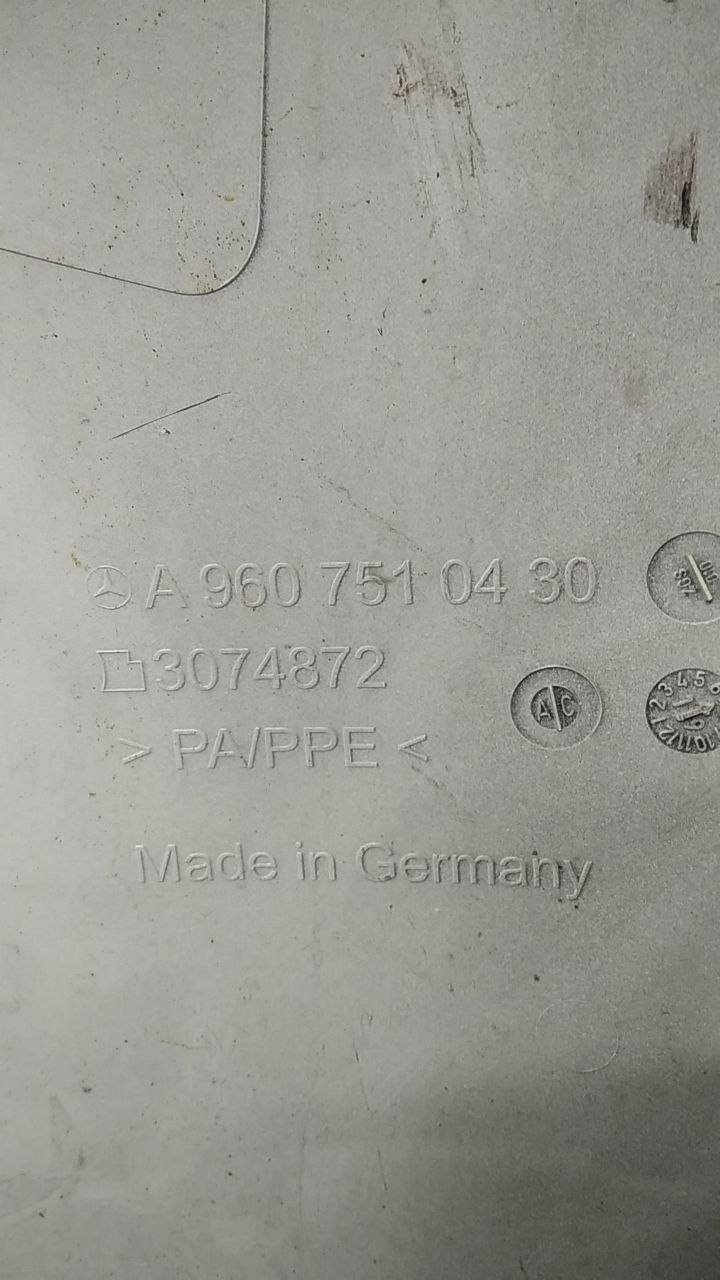 A 960 751 04 30
3074872
> PA/PPE <
A C
Made in Germany